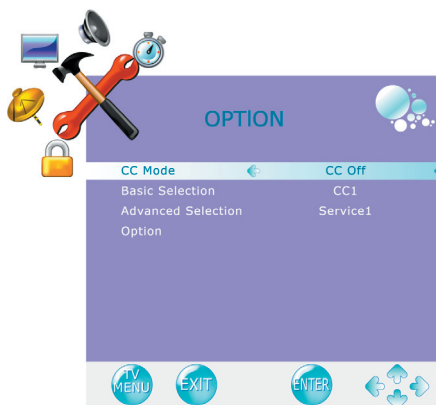 OPTION
CC Mode CC Off
Basic Selection CC1
Advanced Selection Service1
Option
TV MENU EXIT ENTER